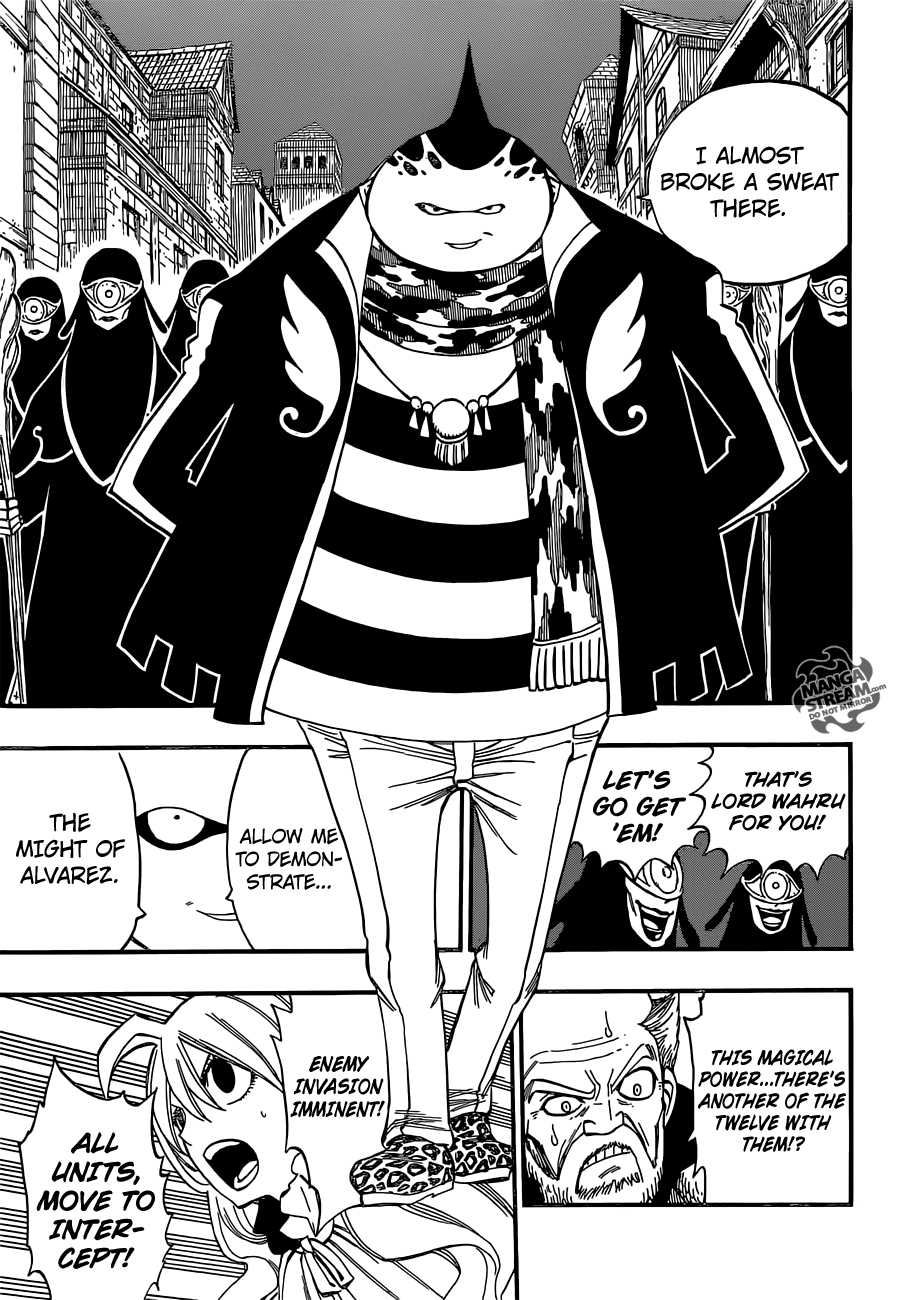 I ALMOST
BROKE A SWEAT
THERE.
MANGA
STREAM.com
DO NOT MIRROR
THAT'S
LORD WAHRU
FOR YOU!
LET'S
GO GET
'EM!
ALLOW ME
TO DEMON-
STRATE...
THE
MIGHT OF
ALVAREZ.
THIS MAGICAL
POWER...THERE'S
ANOTHER OF THE
TWELVE WITH
THEM!?
ENEMY
INVASION
IMMINENT!
ALL
UNITS,
MOVE TO
INTER-
CEPT!